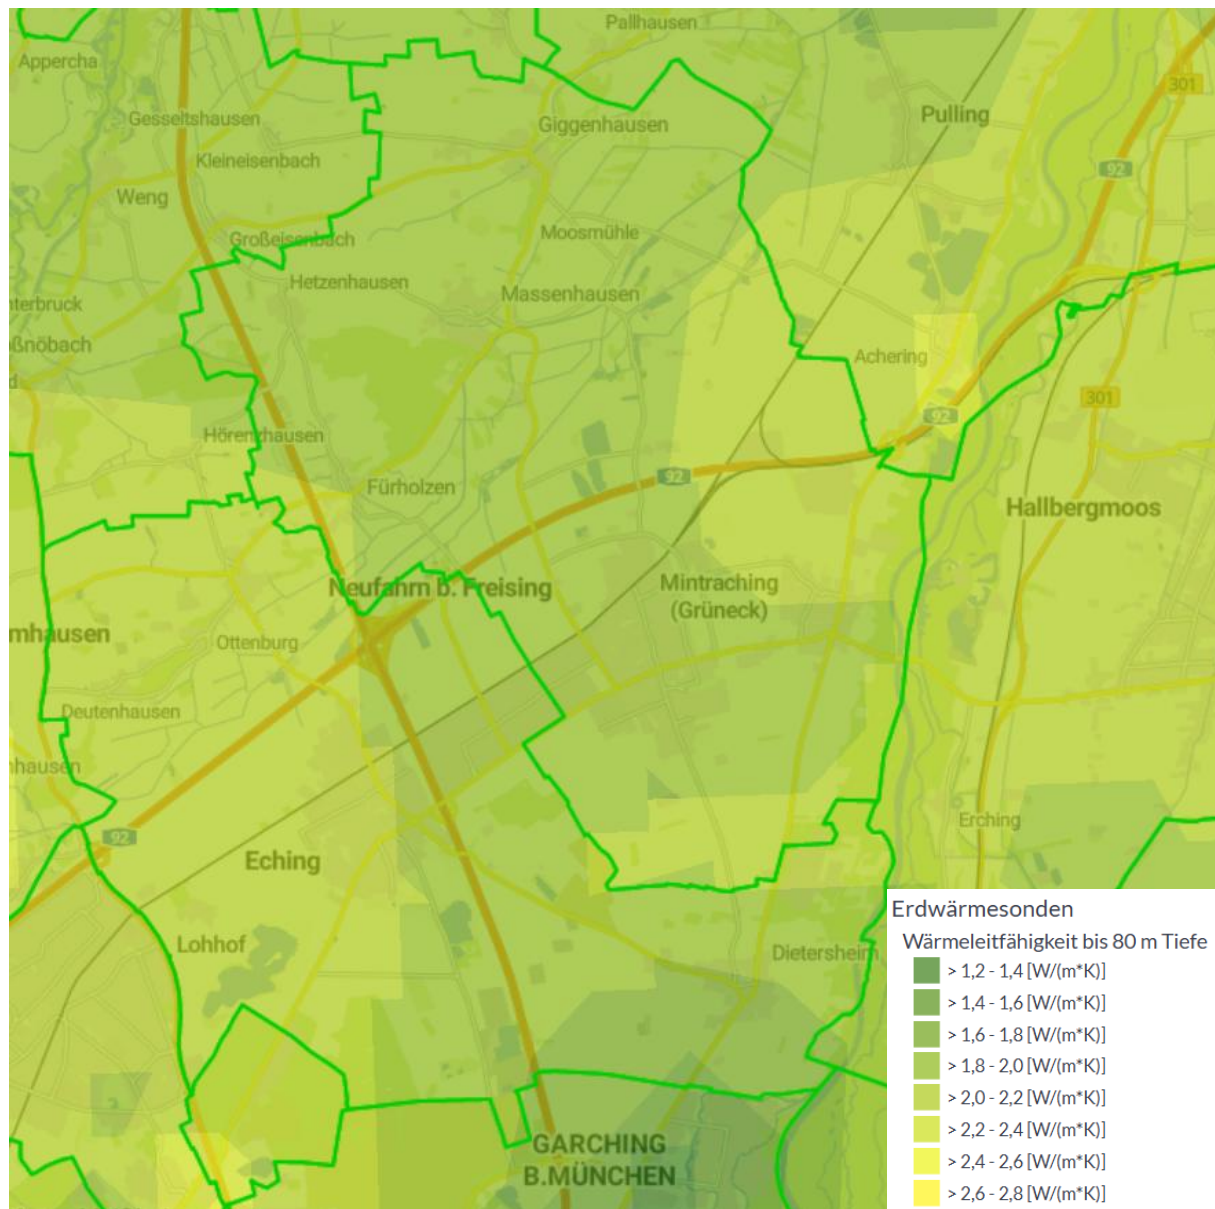 Pallhausen
Appercha
301
Gesseltshausen
Giggenhausen
Pulling
Kleineisenbach
92
Weng
Großeisenbach
Moosmühle
Hetzenhausen
Massenhausen
nterbruck
ßnöbach
Achering
d
301
92
Hörenzhausen
92
Fürholzen
Hallbergmoos
Neufahrn b. Freising
Mintraching
(Grüneck)
mhausen
Ottenburg
Deutenhausen
hausen
92
Erching
Eching
Lohhof
Dietersheim
GARCHING
B.MÜNCHEN
Erdwärmesonden
Wärmeleitfähigkeit bis 80 m Tiefe
> 1,2 - 1,4 [W/(m*K)]
> 1,4 - 1,6 [W/(m*K)]
> 1,6 - 1,8 [W/(m*K)]
> 1,8 - 2,0 [W/(m*K)]
> 2,0 - 2,2 [W/(m*K)]
> 2,2 - 2,4 [W/(m*K)]
> 2,4 - 2,6 [W/(m*K)]
> 2,6 - 2,8 [W/(m*K)]